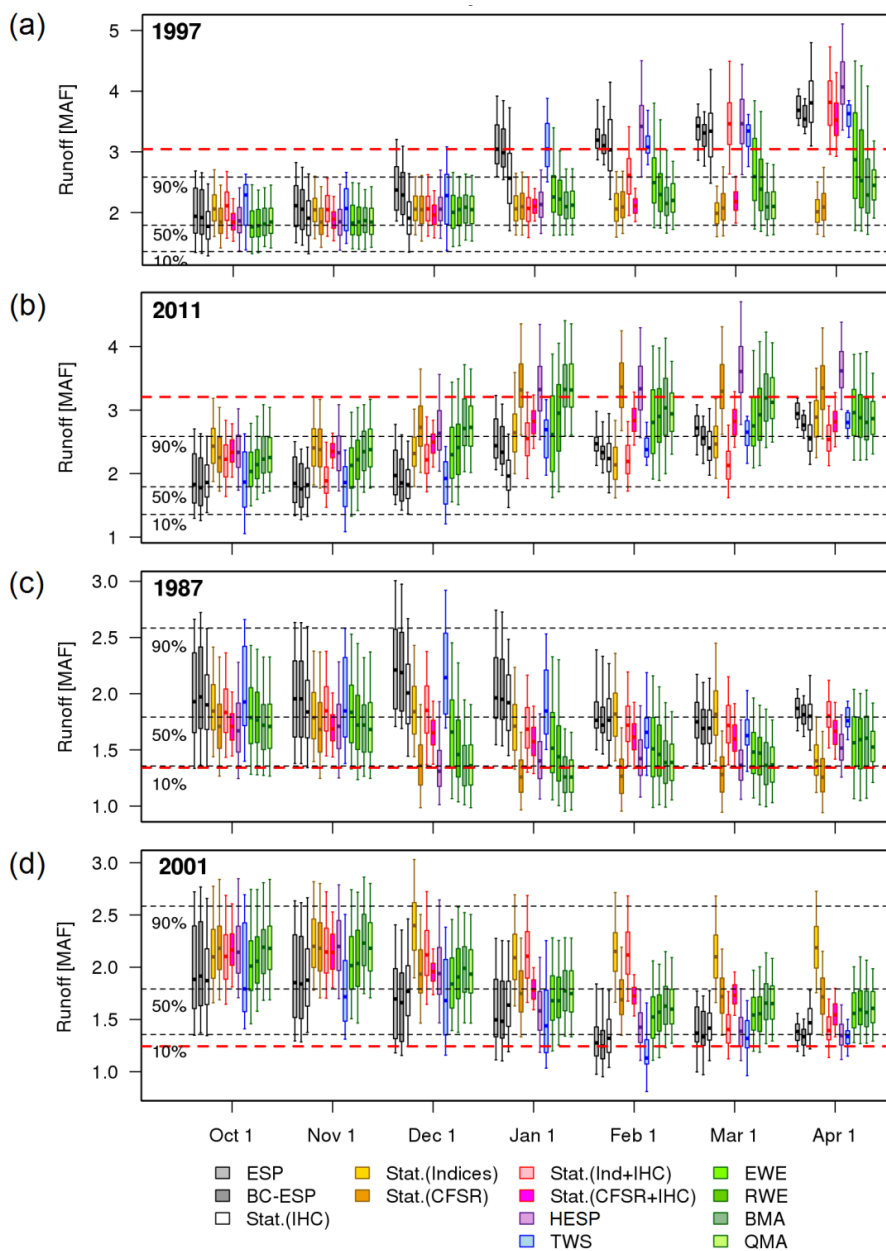 (a)
1997
Runoff [MAF]
5
4
3
2
90%
50%
10%
(b)
2011
Runoff [MAF]
4
3
2
1
90%
50%
10%
(c)
1987
Runoff [MAF]
3.0
2.5
2.0
1.5
1.0
90%
50%
10%
(d)
2001
Runoff [MAF]
3.0
2.5
2.0
1.5
1.0
90%
50%
10%
Oct 1 Nov 1 Dec 1 Jan 1 Feb 1 Mar 1 Apr 1
ESP Stat.(Indices) Stat.(Ind+IHC) EWE
BC-ESP Stat.(CFSR) Stat.(CFSR+IHC) RWE
Stat.(IHC) HESP BMA
TWS QMA